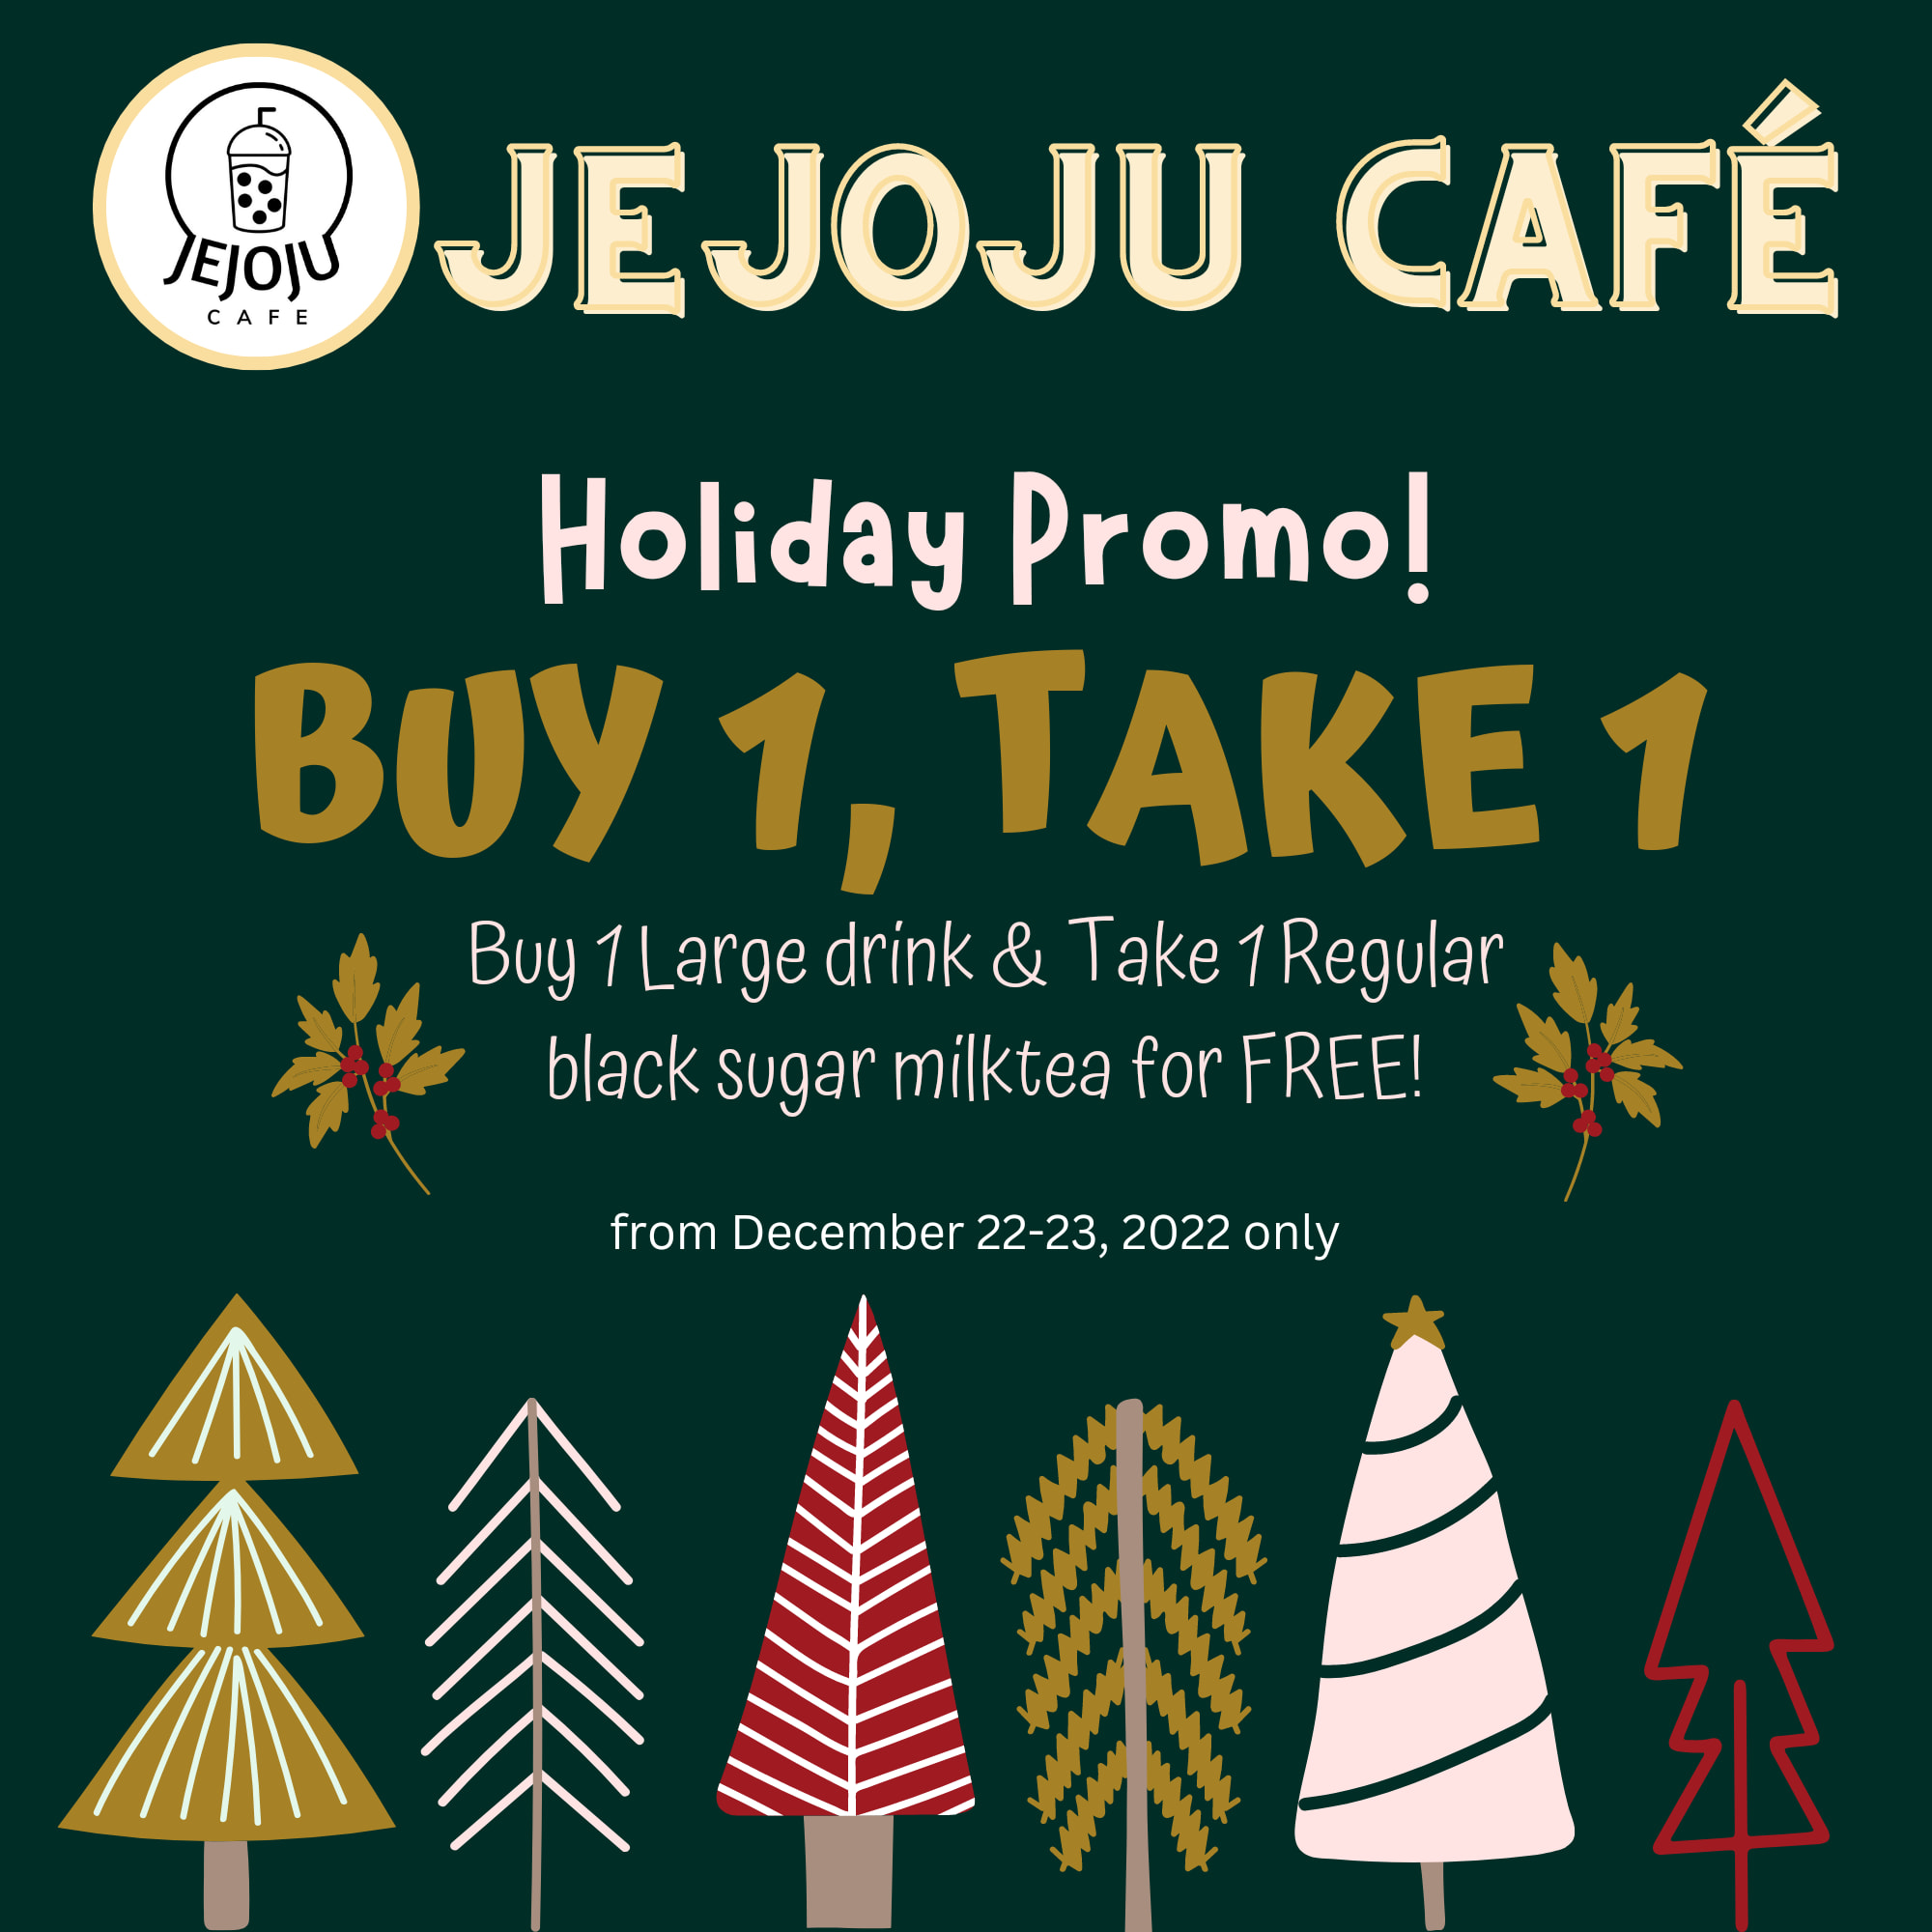 JEJOJU
CAFE
JEJOJU CAFÉ
Holiday Promo!
BUY 1, TAKE 1
Buy 1 Large drink & Take 1 Regular
black sugar milktea for FREE!
from December 22-23, 2022 only